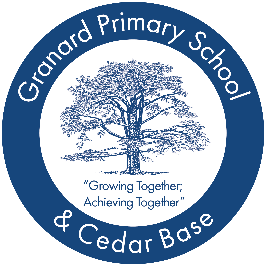 Granard Primary School
"Growing Together;
Achieving Together"
& Cedar Base